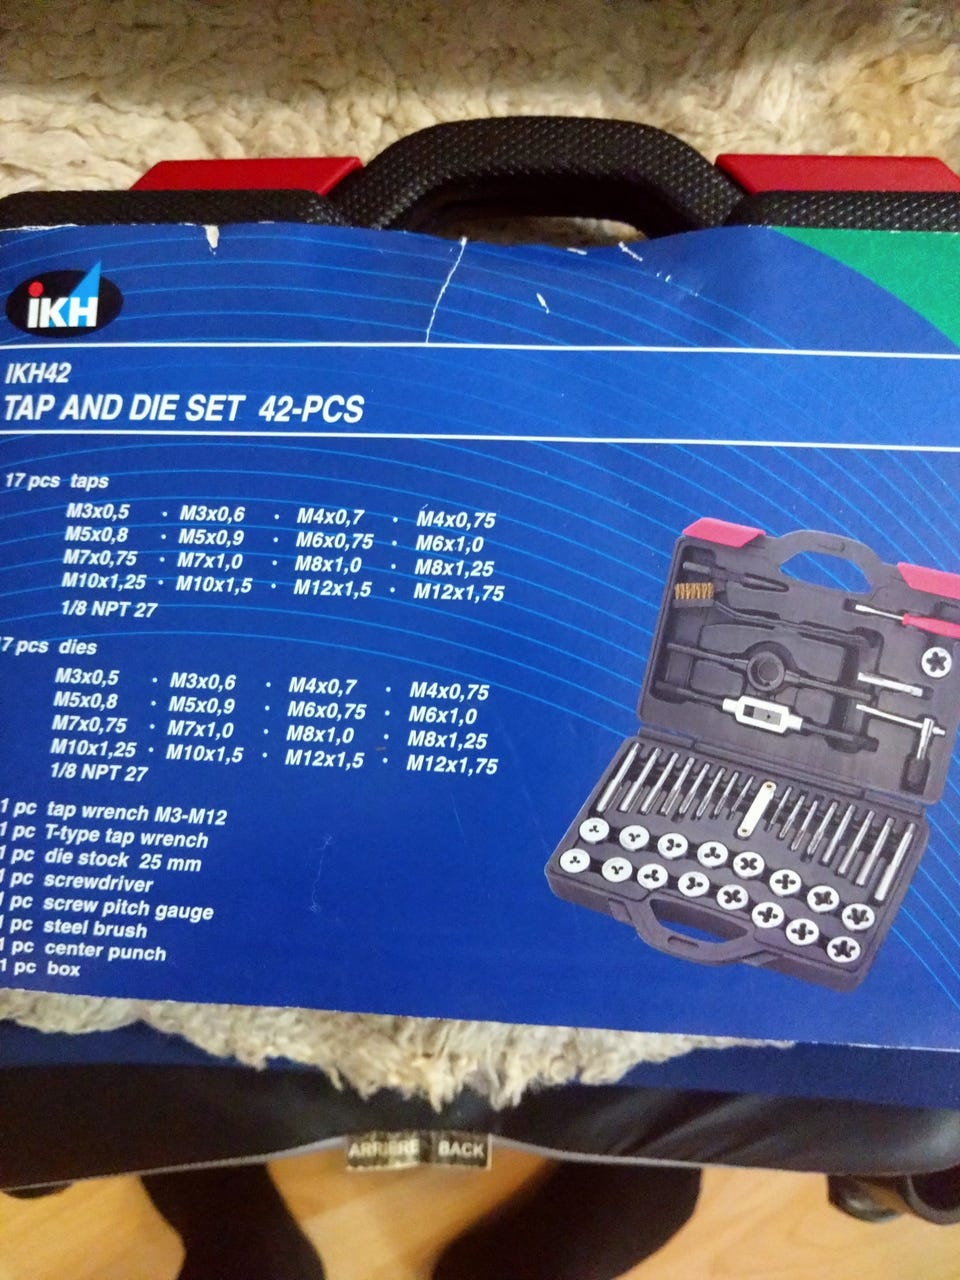 iKH
IKH42
TAP AND DIE SET 42-PCS
17 pcs taps
M3x0,5 · M3x0,6 · M4x0,7 · M4x0,75
M5x0,8 · M5x0,9 · M6x0,75 · M6x1,0
M7x0,75 · M7x1,0 · M8x1,0 · M8x1,25
M10x1,25 · M10x1,5 · M12x1,5 · M12x1,75
1/8 NPT 27
7 pcs dies
M3x0,5 · M3x0,6 · M4x0,7 · M4x0,75
M5x0,8 · M5x0,9 · M6x0,75 · M6x1,0
M7x0,75 · M7x1,0 · M8x1,0 · M8x1,25
M10x1,25 · M10x1,5 · M12x1,5 · M12x1,75
1/8 NPT 27
1 pc tap wrench M3-M12
1 pc T-type tap wrench
1 pc die stock 25 mm
1 pc screwdriver
1 pc screw pitch gauge
1 pc steel brush
1 pc center punch
1 pc box
ARRIERE BACK